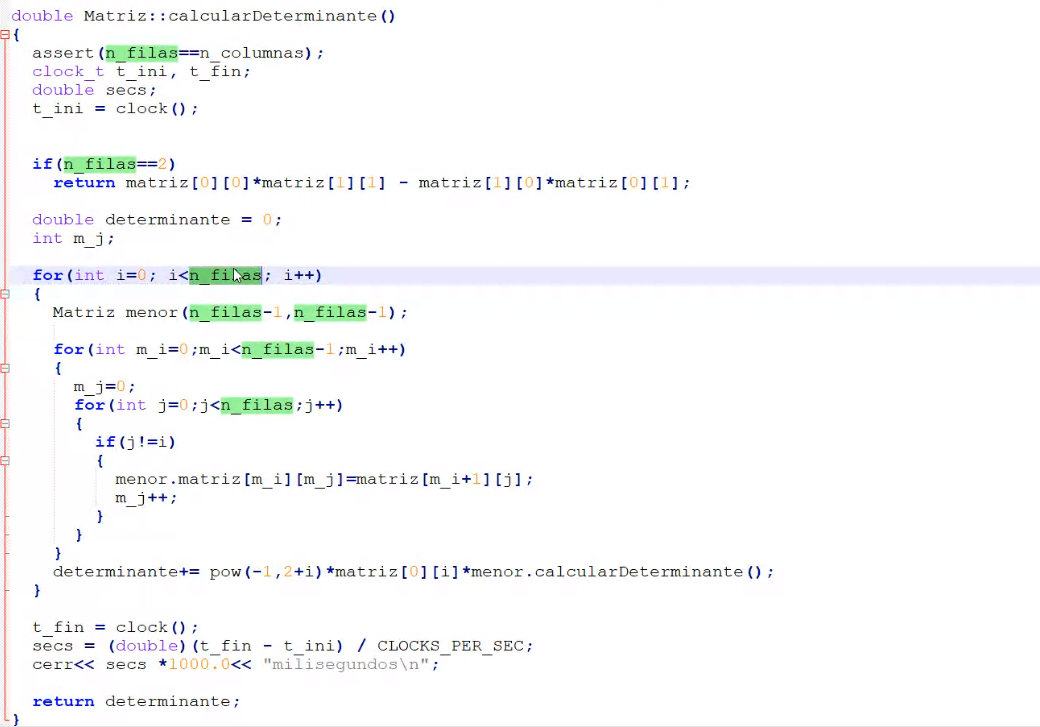 double Matriz::calcularDeterminante()
{
assert(n_filas==n_columnas);
clock_t t_ini, t_fin;
double secs;
t_ini = clock();
if(n_filas==2)
return matriz[0][0]*matriz[1][1] - matriz[1][0]*matriz[0][1];
double determinante = 0;
int m_j;
for(int i=0; i<n_filas; i++)
{
Matriz menor(n_filas-1,n_filas-1);
for(int m_i=0;m_i<n_filas-1;m_i++)
{
m_j=0;
for(int j=0;j<n_filas;j++)
{
if(j!=i)
{
menor.matriz[m_i][m_j]=matriz[m_i+1][j];
m_j++;
}
}
}
determinante+= pow(-1,2+i)*matriz[0][i]*menor.calcularDeterminante();
}
t_fin = clock();
secs = (double)(t_fin - t_ini) / CLOCKS_PER_SEC;
cerr<< secs *1000.0<< "milisegundos\n";
return determinante;
}